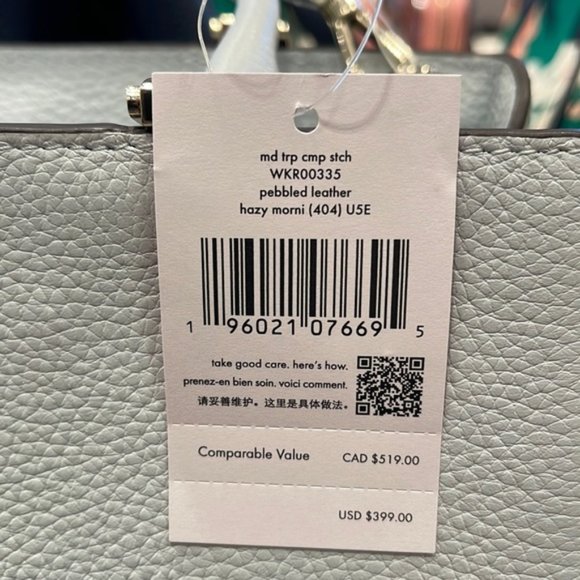 md trp cmp stch
WKR00335
pebbled leather
hazy morni (404) U5E
1 96021 07669 5
take good care. here's how.
prenez-en bien soin. voici comment.
请妥善维护。这里是具体做法。
Comparable Value CAD $519.00
USD $399.00